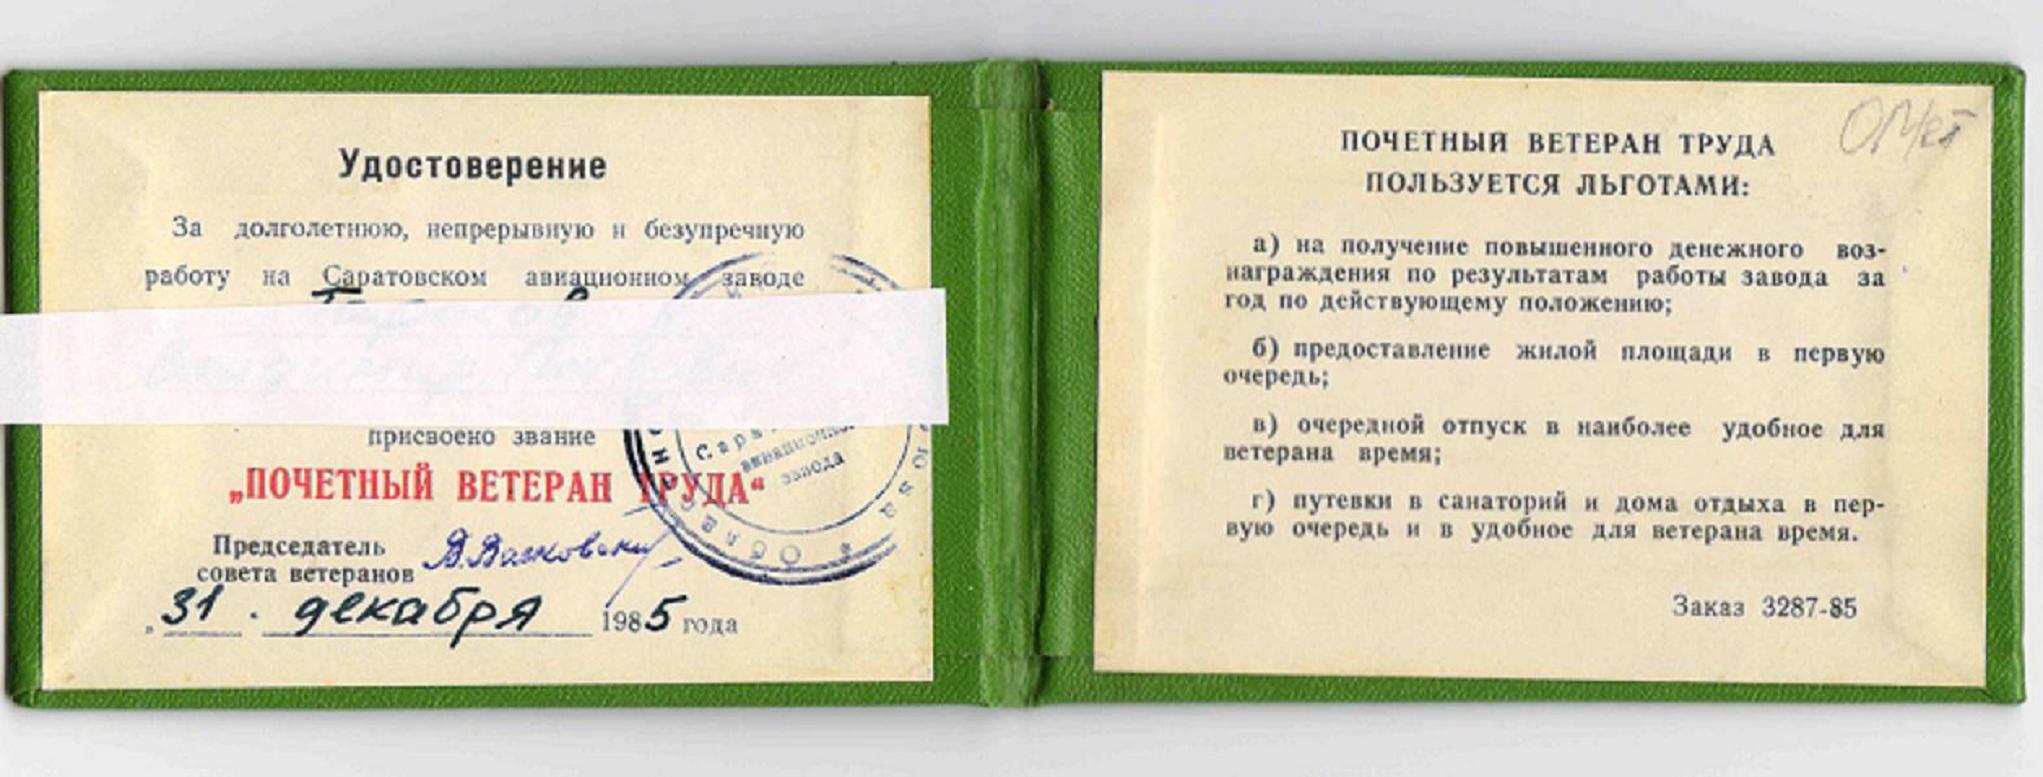 Удостоверение
За долголетнюю, непрерывную и безупречную
работу на Саратовском авиационном заводе
присвоено звание
„ПОЧЕТНЫЙ ВЕТЕРАН ТРУДА“
Председатель
совета ветеранов
31. декабря 1985 года
авиационного
завода
ПОЧЕТНЫЙ ВЕТЕРАН ТРУДА
ПОЛЬЗУЕТСЯ ЛЬГОТАМИ:
а) на получение повышенного денежного воз-
награждения по результатам работы завода за
год по действующему положению;
б) предоставление жилой площади в первую
очередь;
в) очередной отпуск в наиболее удобное для
ветерана время;
г) путевки в санаторий и дома отдыха в пер-
вую очередь и в удобное для ветерана время.
Заказ 3287-85